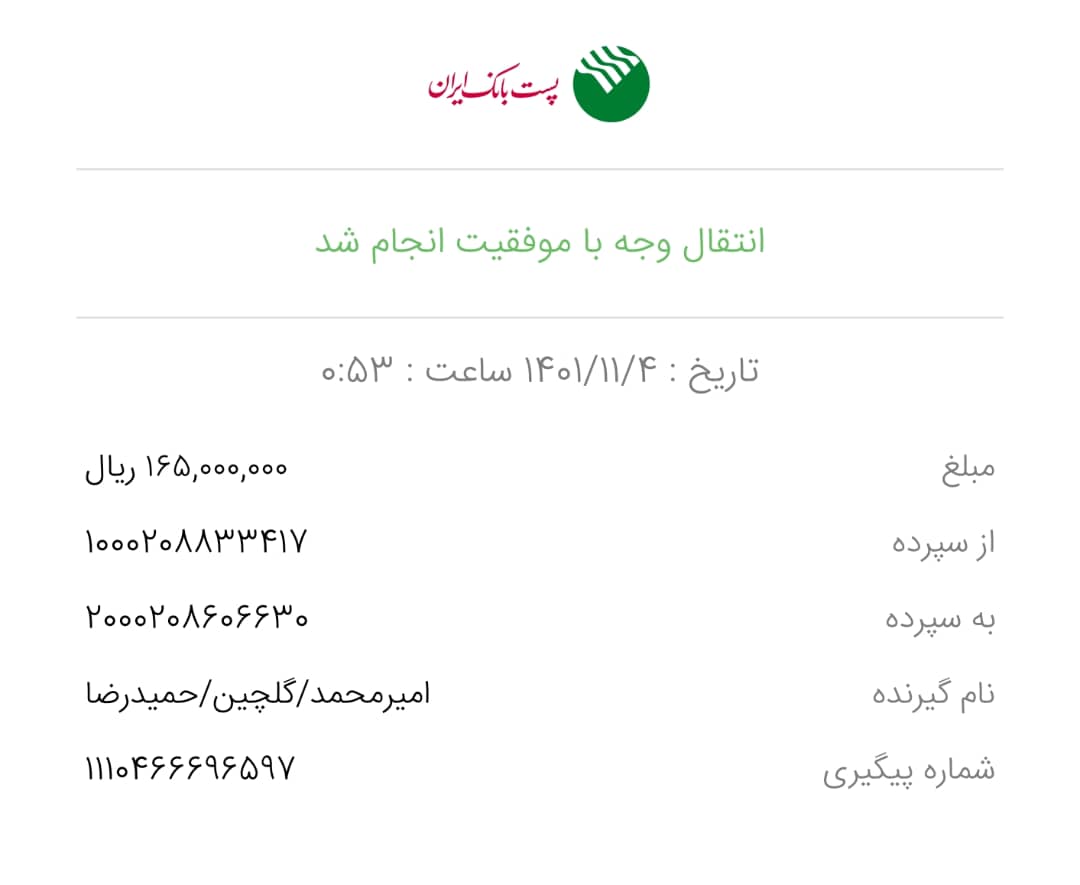 پست بانک ایران
انتقال وجه با موفقیت انجام شد
تاریخ : ۱۴۰۱/۱۱/۴ ساعت : ۰:۵۳
مبلغ ۱۶۵,۰۰۰,۰۰۰ ریال
از سپرده ۱۰۰۰۲۰۸۸۳۳۴۱۷
به سپرده ۲۰۰۰۲۰۸۶۰۶۶۳۰
نام گیرنده امیرمحمد/گلچین/حمیدرضا
شماره پیگیری ۱۱۱۰۴۶۶۶۹۶۵۹۷